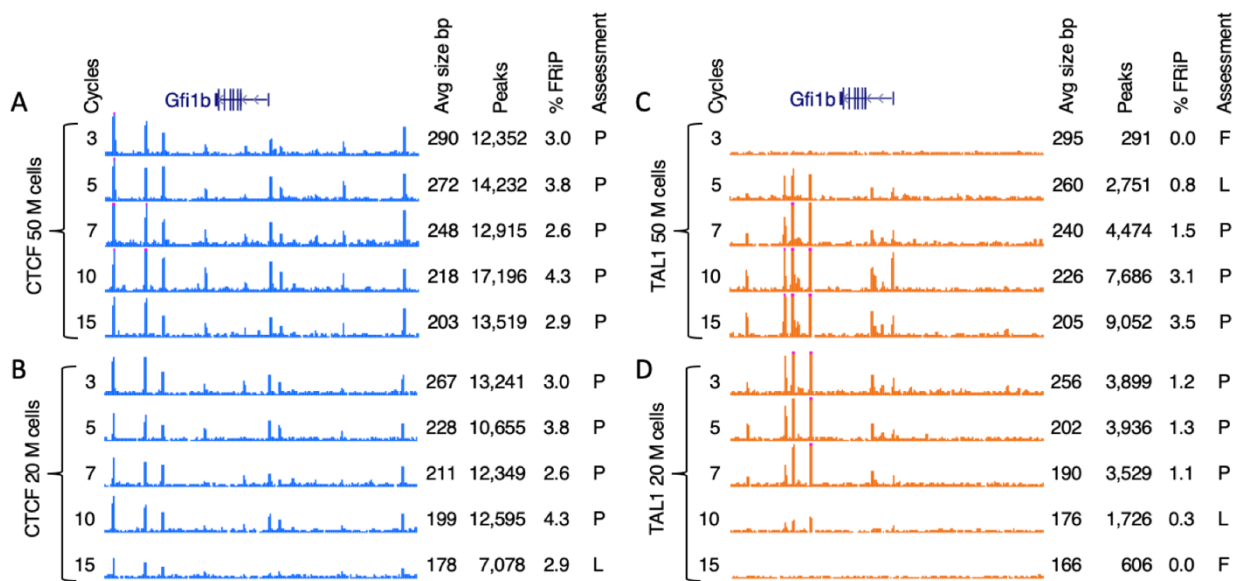 A
Cycles
Gfi1b
Avg size bp
Peaks
% FRiP
Assessment
CTCF 50 M cells
3 290 12,352 3.0 P
5 272 14,232 3.8 P
7 248 12,915 2.6 P
10 218 17,196 4.3 P
15 203 13,519 2.9 P
B
CTCF 20 M cells
3 267 13,241 3.0 P
5 228 10,655 3.8 P
7 211 12,349 2.6 P
10 199 12,595 4.3 P
15 178 7,078 2.9 L
C
Cycles
Gfi1b
Avg size bp
Peaks
% FRiP
Assessment
TAL1 50 M cells
3 295 291 0.0 F
5 260 2,751 0.8 L
7 240 4,474 1.5 P
10 226 7,686 3.1 P
15 205 9,052 3.5 P
D
TAL1 20 M cells
3 256 3,899 1.2 P
5 202 3,936 1.3 P
7 190 3,529 1.1 P
10 176 1,726 0.3 L
15 166 606 0.0 F